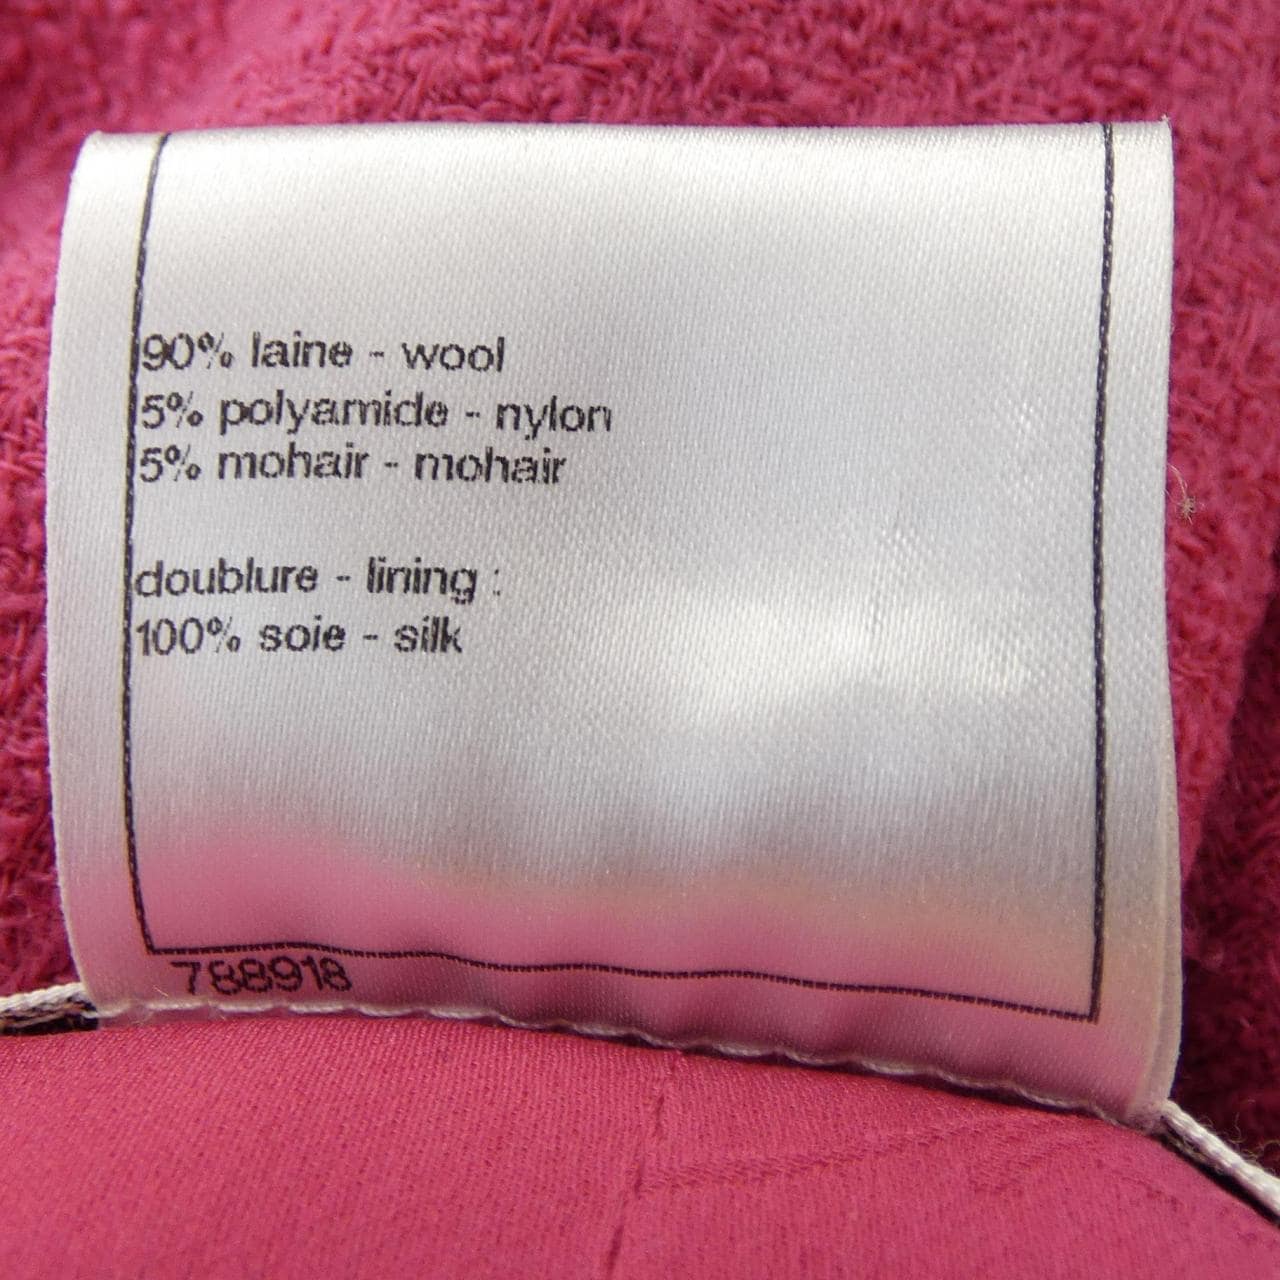 90% laine - wool
5% polyamide - nylon
5% mohair - mohair
doublure - lining :
100% soie - silk
788918